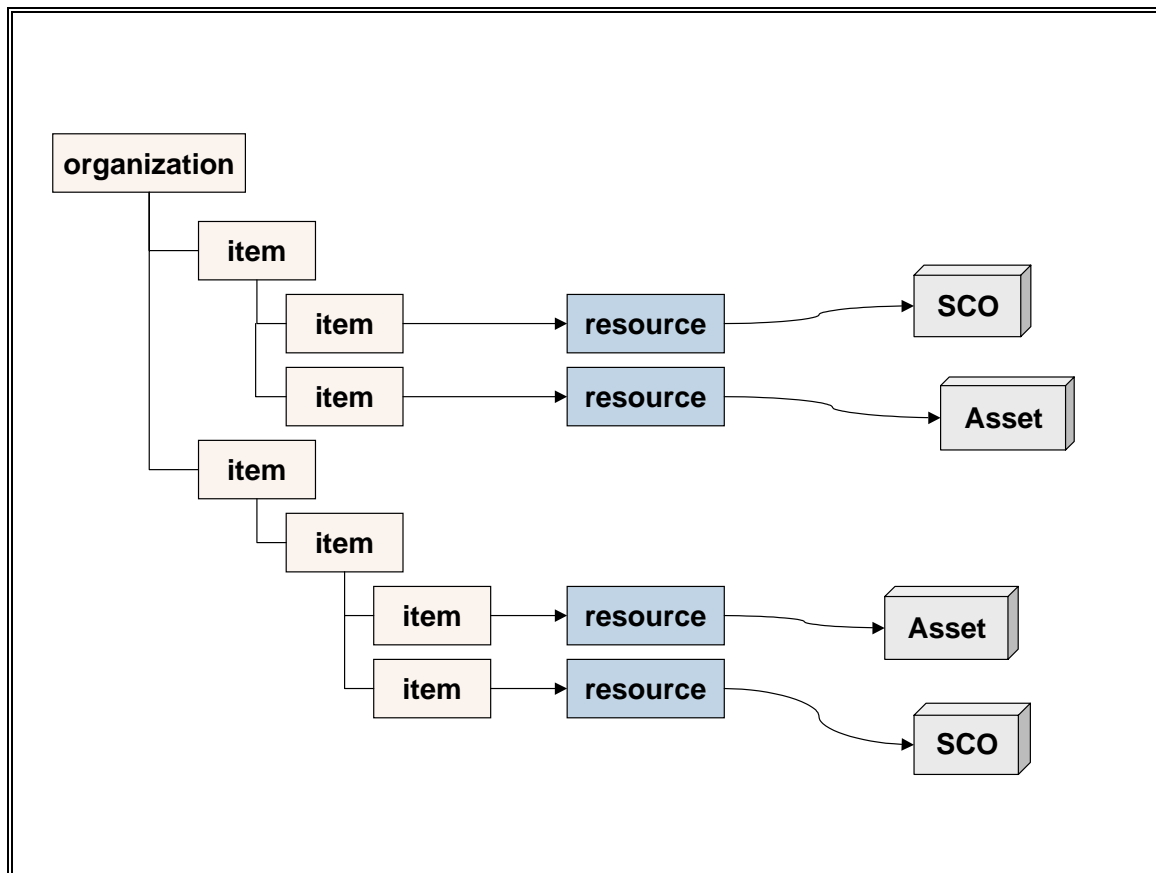 organization
item
item
resource
SCO
item
resource
Asset
item
item
item
resource
Asset
item
resource
SCO